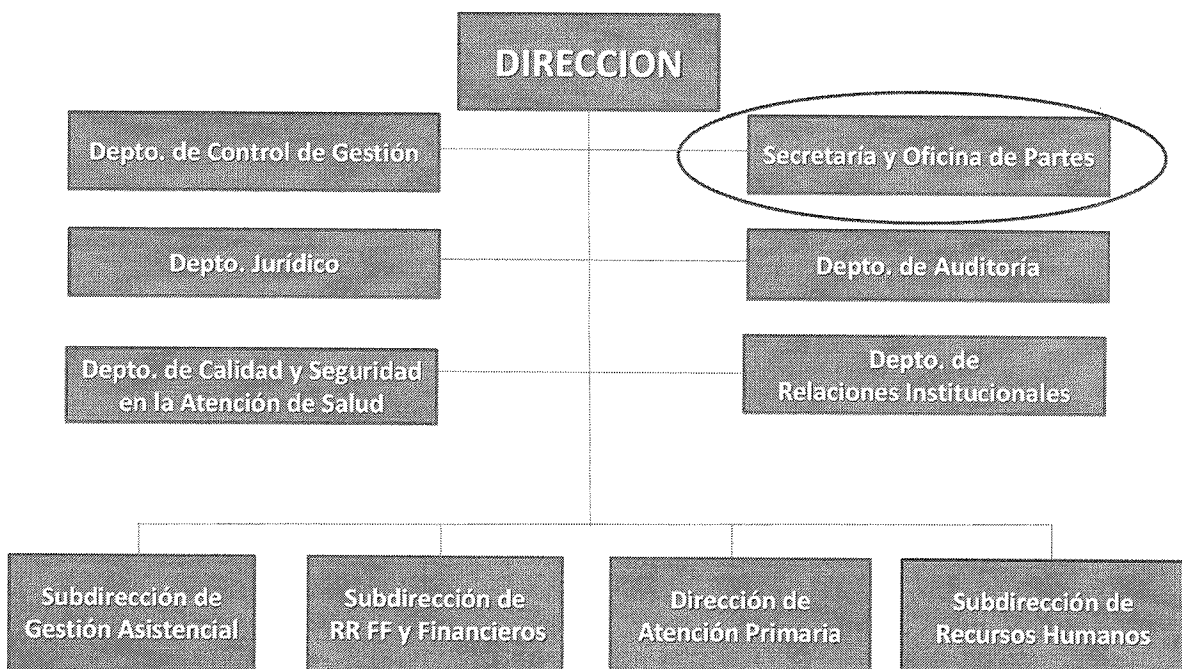 DIRECCION
Depto. de Control de Gestión
Secretaría y Oficina de Partes
Depto. Jurídico
Depto. de Auditoría
Depto. de Calidad y Seguridad
en la Atención de Salud
Depto. de
Relaciones Institucionales
Subdirección de
Gestión Asistencial
Subdirección de
RR FF y Financieros
Dirección de
Atención Primaria
Subdirección de
Recursos Humanos